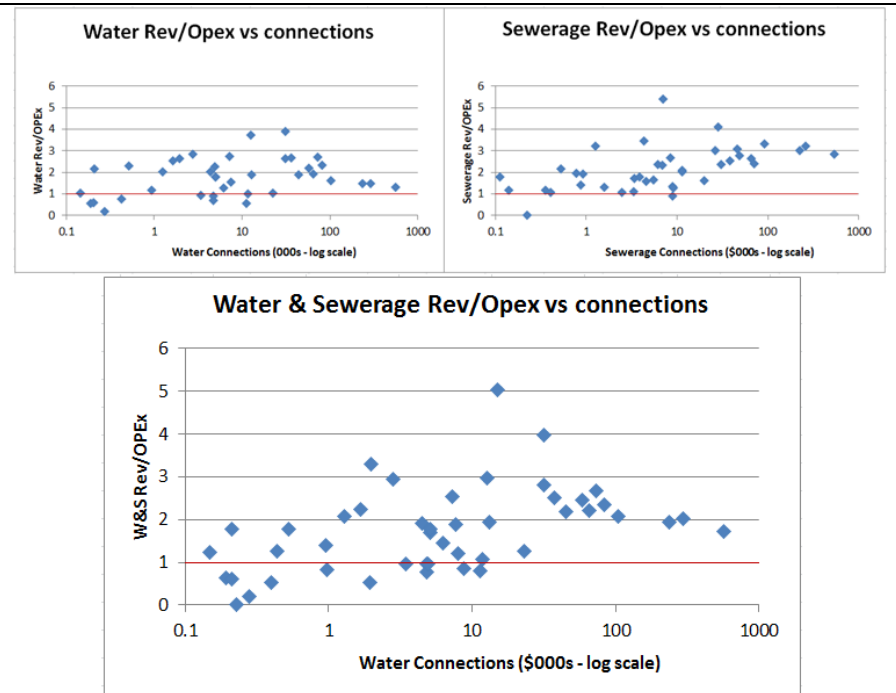 Water Rev/Opex vs connections
6
5
4
3
2
1
0
Water Rev/OPEx
0.1 1 10 100 1000
Water Connections (000s - log scale)
Sewerage Rev/Opex vs connections
6
5
4
3
2
1
0
Sewerage Rev/OPEx
0.1 1 10 100 1000
Sewerage Connections ($000s - log scale)
Water & Sewerage Rev/Opex vs connections
6
5
4
3
2
1
0
W&S Rev/OPEx
0.1 1 10 100 1000
Water Connections ($000s - log scale)